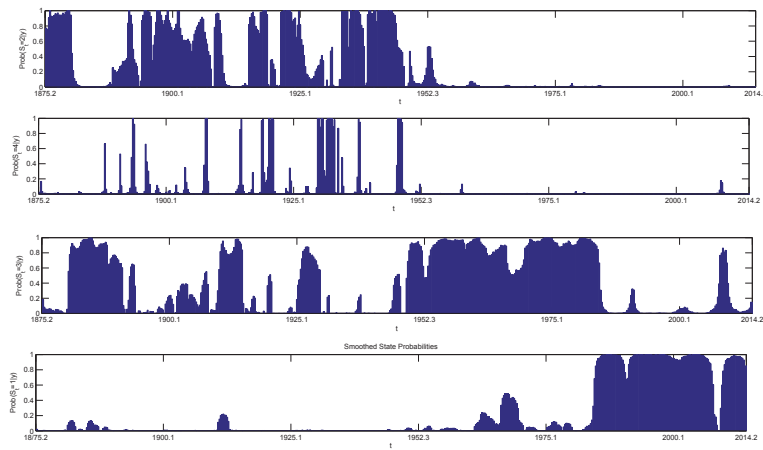 Prob(S_t=2|y)
1
0.8
0.6
0.4
0.2
0
1875.2 1900.1 1925.1 1952.3 1975.1 2000.1 2014.
t
Prob(S_t=4|y)
1
0.8
0.6
0.4
0.2
0
1875.2 1900.1 1925.1 1952.3 1975.1 2000.1 2014.2
t
Prob(S_t=3|y)
1
0.8
0.6
0.4
0.2
0
1875.2 1900.1 1925.1 1952.3 1975.1 2000.1 2014.2
t
Smoothed State Probabilities
Prob(S_t=1|y)
1
0.8
0.6
0.4
0.2
0
1875.2 1900.1 1925.1 1952.3 1975.1 2000.1 2014.2
t